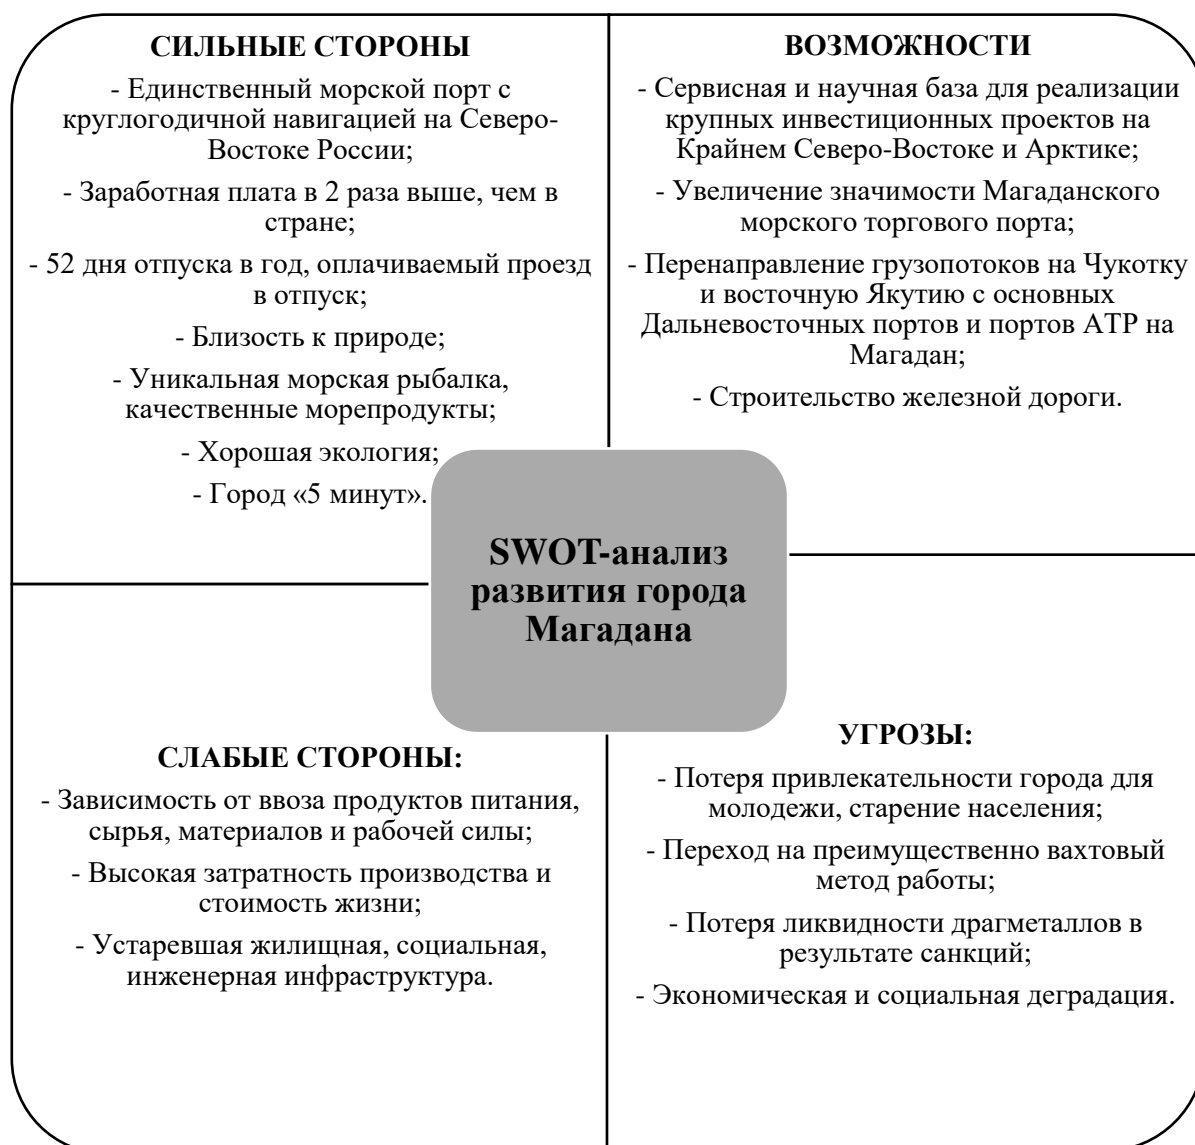 СИЛЬНЫЕ СТОРОНЫ
- Единственный морской порт с
круглогодичной навигацией на Северо-
Востоке России;
- Заработная плата в 2 раза выше, чем в
стране;
- 52 дня отпуска в год, оплачиваемый проезд
в отпуск;
- Близость к природе;
- Уникальная морская рыбалка,
качественные морепродукты;
- Хорошая экология;
- Город «5 минут».
ВОЗМОЖНОСТИ
- Сервисная и научная база для реализации
крупных инвестиционных проектов на
Крайнем Северо-Востоке и Арктике;
- Увеличение значимости Магаданского
морского торгового порта;
- Перенаправление грузопотоков на Чукотку
и восточную Якутию с основных
Дальневосточных портов и портов АТР на
Магадан;
- Строительство железной дороги.
SWOT-анализ
развития города
Магадана
СЛАБЫЕ СТОРОНЫ:
- Зависимость от ввоза продуктов питания,
сырья, материалов и рабочей силы;
- Высокая затратность производства и
стоимость жизни;
- Устаревшая жилищная, социальная,
инженерная инфраструктура.
УГРОЗЫ:
- Потеря привлекательности города для
молодежи, старение населения;
- Переход на преимущественно вахтовый
метод работы;
- Потеря ликвидности драгметаллов в
результате санкций;
- Экономическая и социальная деградация.